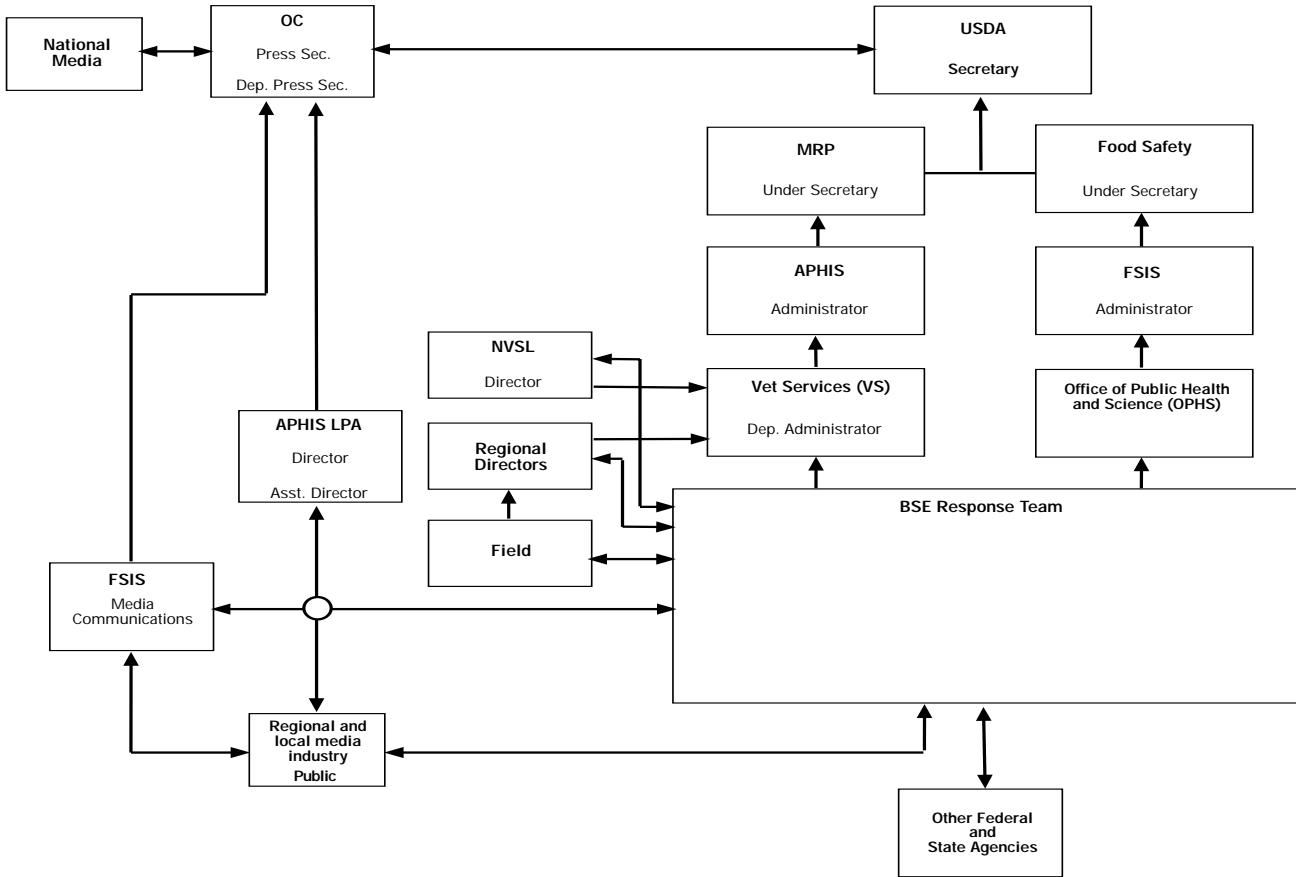 National
Media
OC
Press Sec.
Dep. Press Sec.
USDA
Secretary
MRP
Under Secretary
Food Safety
Under Secretary
APHIS
Administrator
FSIS
Administrator
NVSL
Director
Vet Services (VS)
Dep. Administrator
Office of Public Health
and Science (OPHS)
APHIS LPA
Director
Asst. Director
Regional
Directors
Field
BSE Response Team
FSIS
Media
Communications
Regional and
local media
industry
Public
Other Federal
and
State Agencies